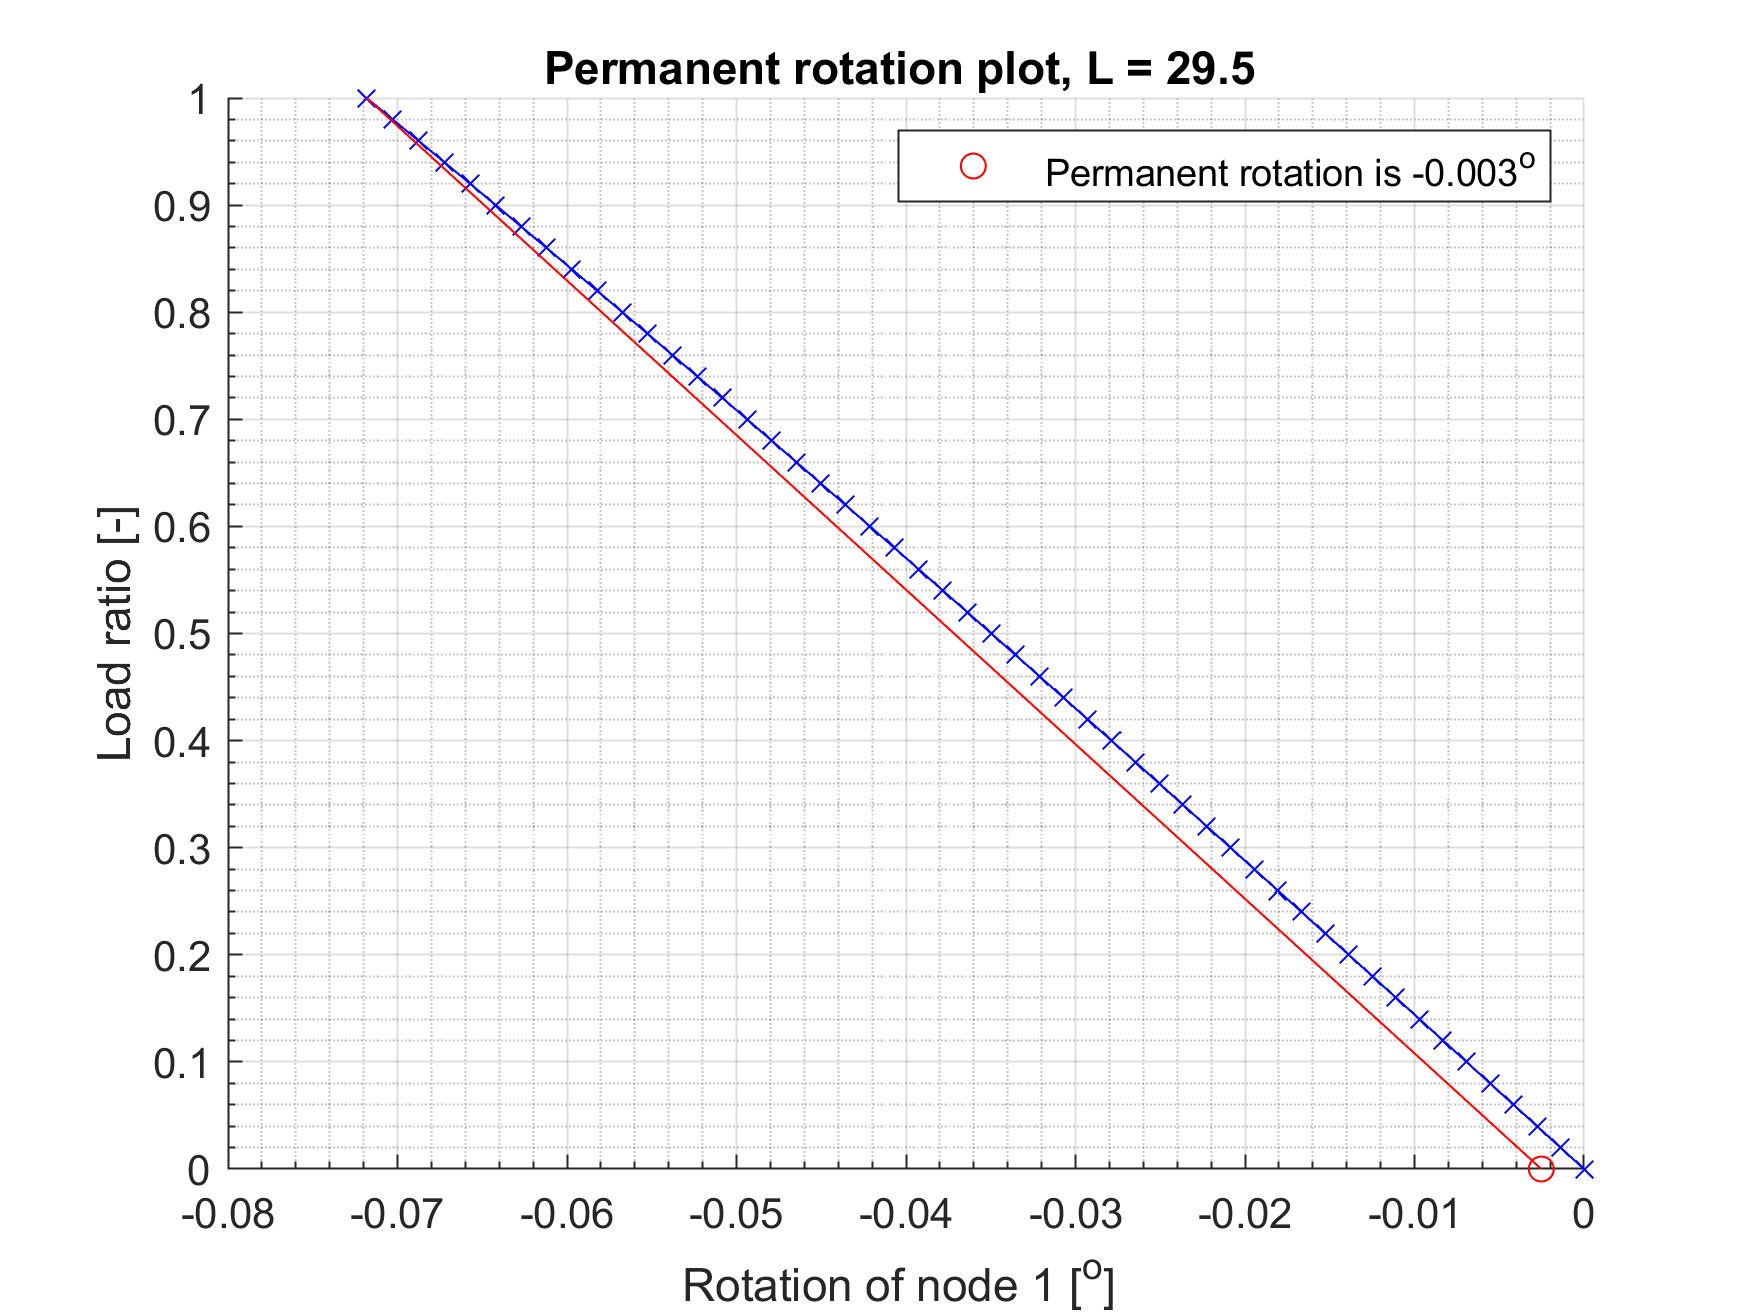 Permanent rotation plot, L = 29.5
Permanent rotation is -0.003o
1
0.9
0.8
0.7
0.6
0.5
0.4
0.3
0.2
0.1
0
Load ratio [-]
-0.08 -0.07 -0.06 -0.05 -0.04 -0.03 -0.02 -0.01 0
Rotation of node 1 [o]